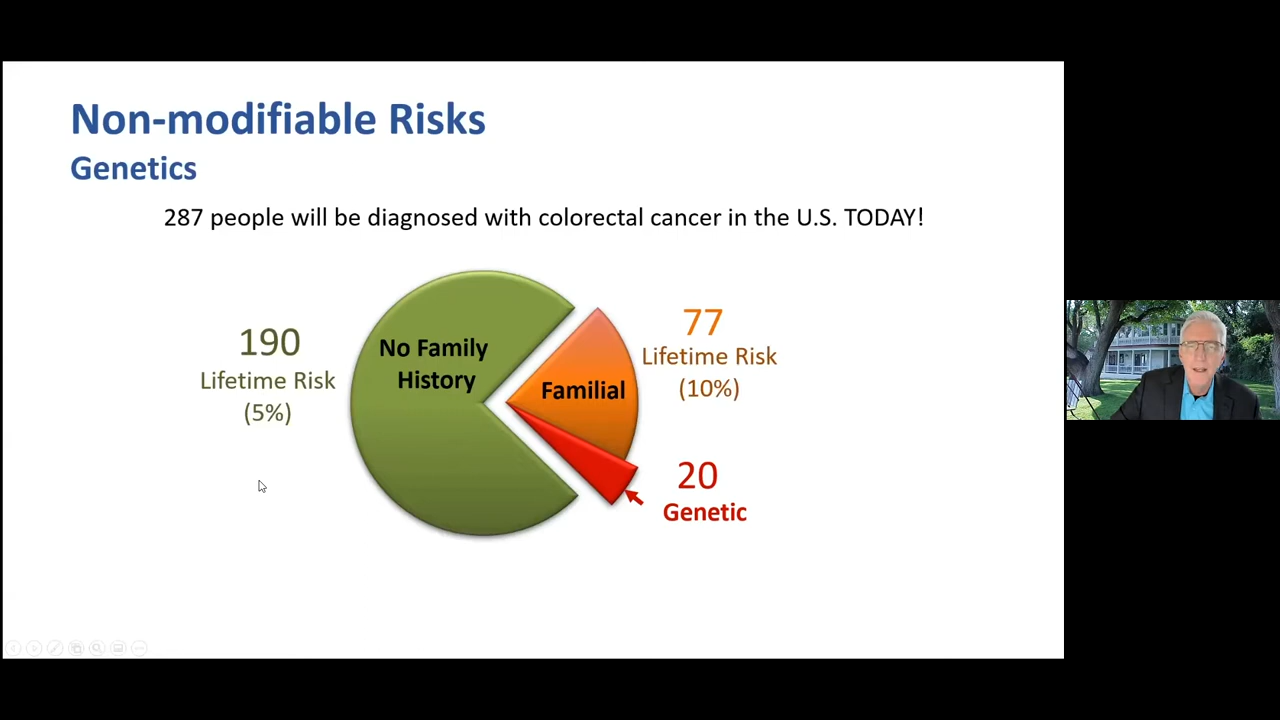 Non-modifiable Risks
Genetics
287 people will be diagnosed with colorectal cancer in the U.S. TODAY!
190
Lifetime Risk
(5%)
No Family
History
Familial
77
Lifetime Risk
(10%)
20
Genetic